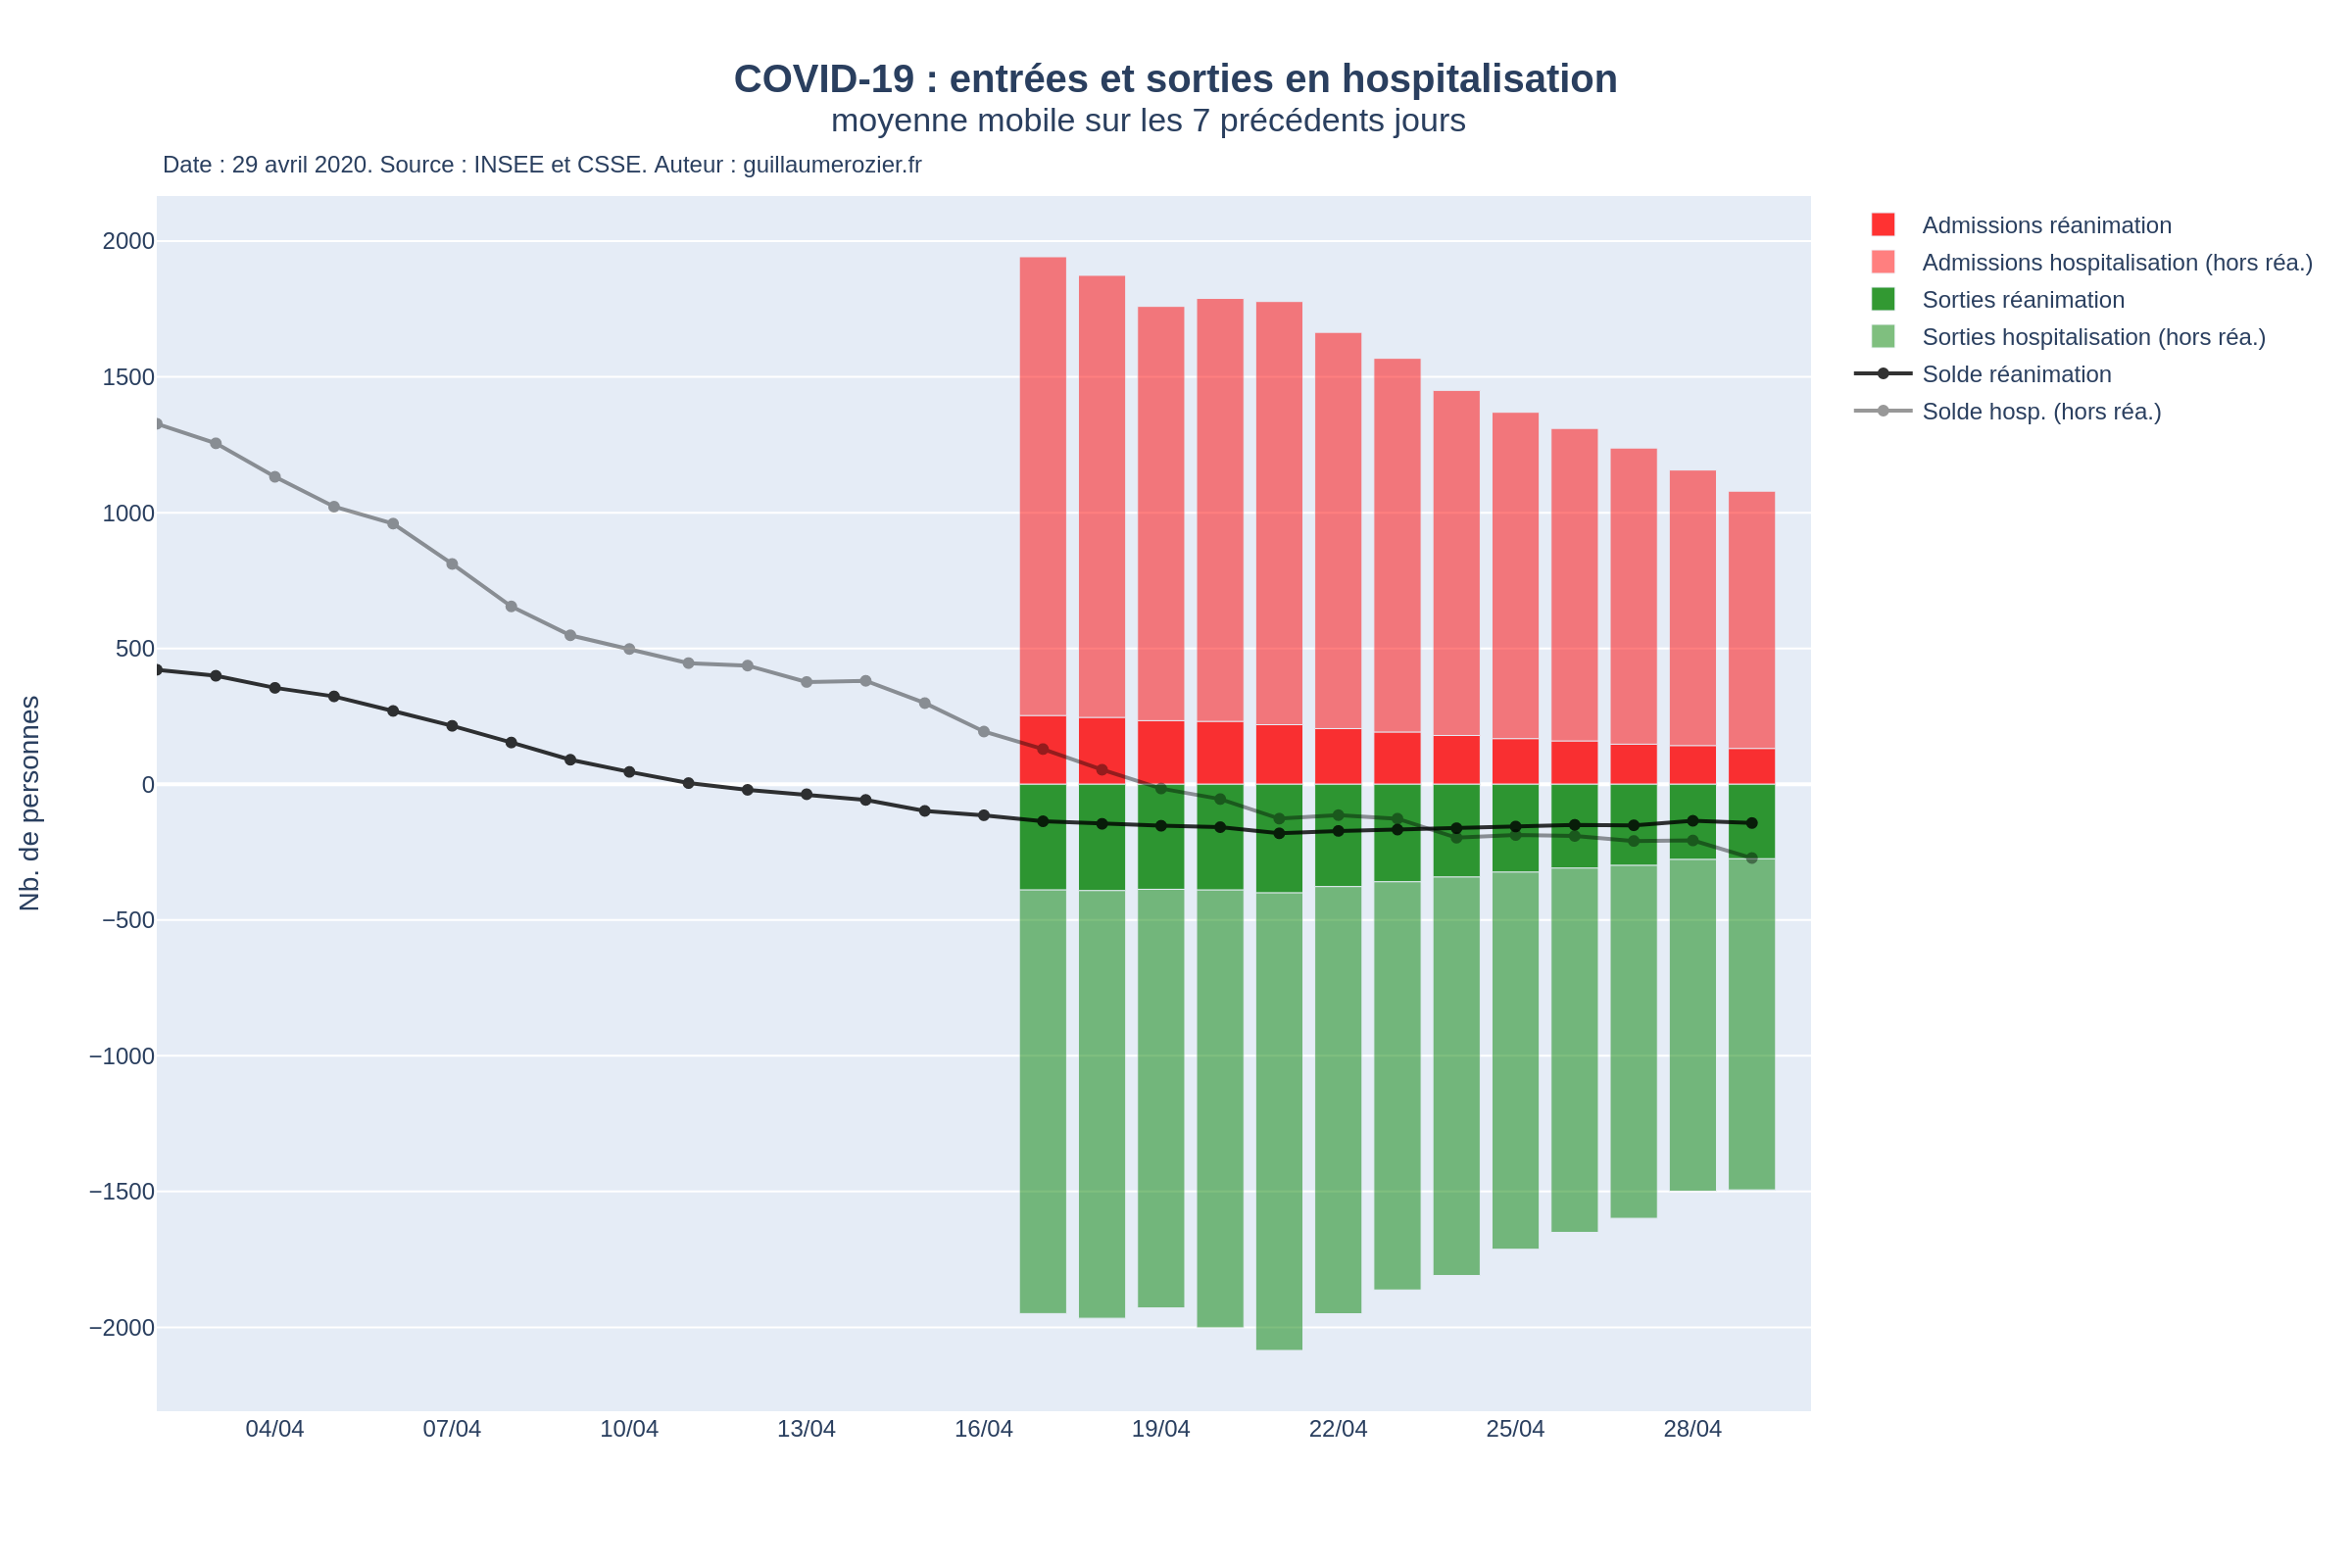 COVID-19 : entrées et sorties en hospitalisation
moyenne mobile sur les 7 précédents jours
Date : 29 avril 2020. Source : INSEE et CSSE. Auteur : guillaumerozier.fr
Nb. de personnes
2000
1500
1000
500
0
−500
−1000
−1500
−2000
04/04
07/04
10/04
13/04
16/04
19/04
22/04
25/04
28/04
Admissions réanimation
Admissions hospitalisation (hors réa.)
Sorties réanimation
Sorties hospitalisation (hors réa.)
Solde réanimation
Solde hosp. (hors réa.)